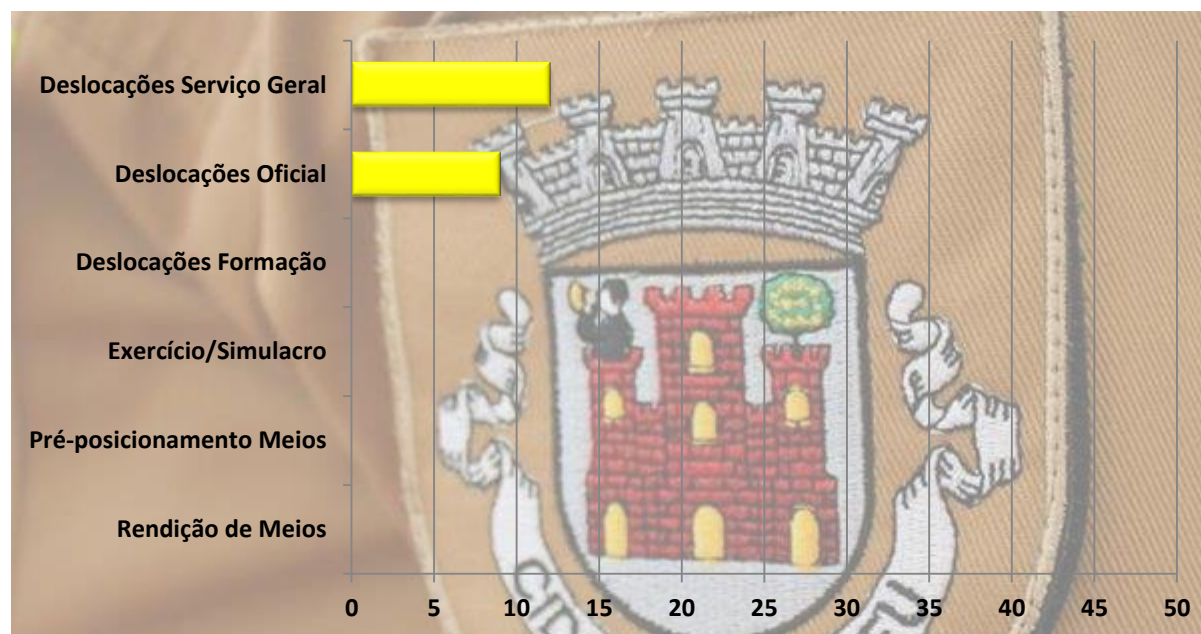 Deslocações Serviço Geral
Deslocações Oficial
Deslocações Formação
Exercício/Simulacro
Pré-posicionamento Meios
Rendição de Meios
0 5 10 15 20 25 30 35 40 45 50